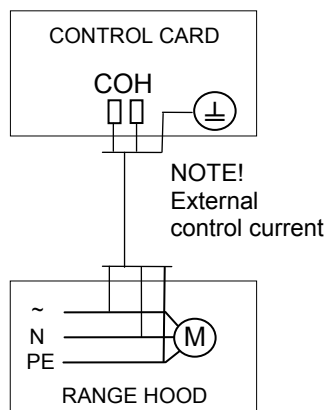 CONTROL CARD
COH
NOTE!
External
control current
~
N
M
PE
RANGE HOOD